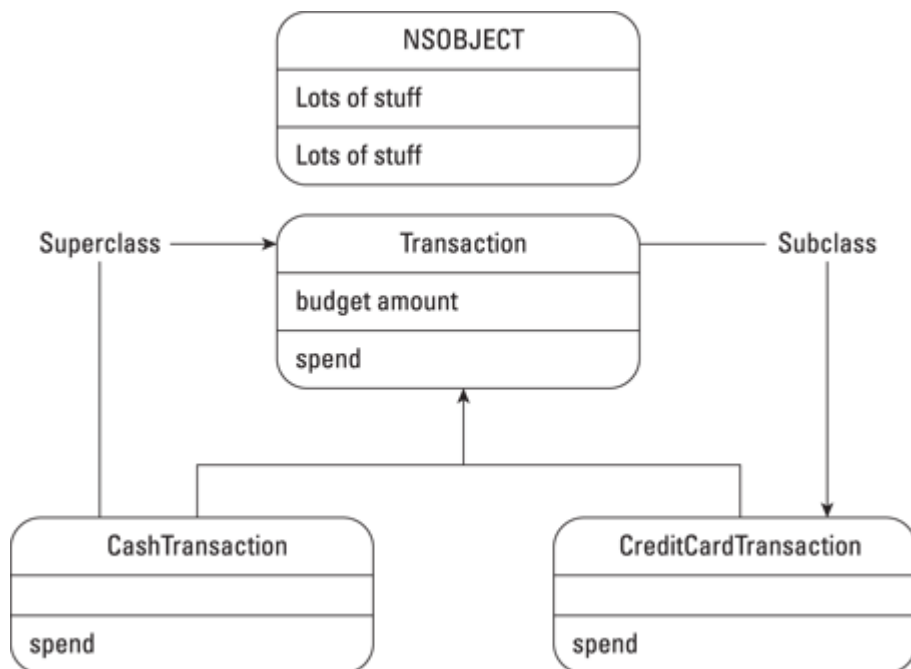 NSOBJECT
Lots of stuff
Lots of stuff
Superclass
Transaction
Subclass
budget amount
spend
CashTransaction
CreditCardTransaction
spend
spend